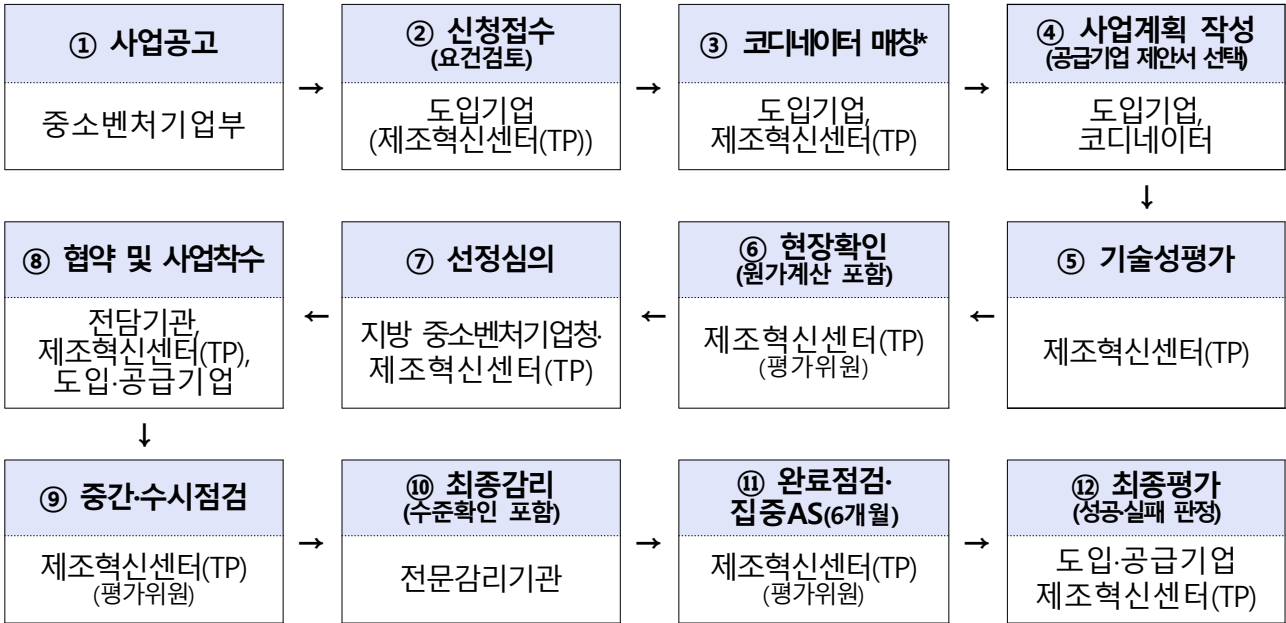 ① 사업공고
중소벤처기업부
→
② 신청접수
(요건검토)
도입기업
(제조혁신센터(TP))
→
③ 코디네이터 매칭*
도입기업,
제조혁신센터(TP)
→
④ 사업계획 작성
(공급기업 제안서 선택)
도입기업,
코디네이터
↓
⑤ 기술성평가
제조혁신센터(TP)
←
⑥ 현장확인
(원가계산 포함)
제조혁신센터(TP)
(평가위원)
←
⑦ 선정심의
지방 중소벤처기업청·
제조혁신센터(TP)
←
⑧ 협약 및 사업착수
전담기관,
제조혁신센터(TP),
도입·공급기업
↓
⑨ 중간·수시점검
제조혁신센터(TP)
(평가위원)
→
⑩ 최종감리
(수준확인 포함)
전문감리기관
→
⑪ 완료점검·
집중AS(6개월)
제조혁신센터(TP)
(평가위원)
→
⑫ 최종평가
(성공·실패 판정)
도입·공급기업
제조혁신센터(TP)